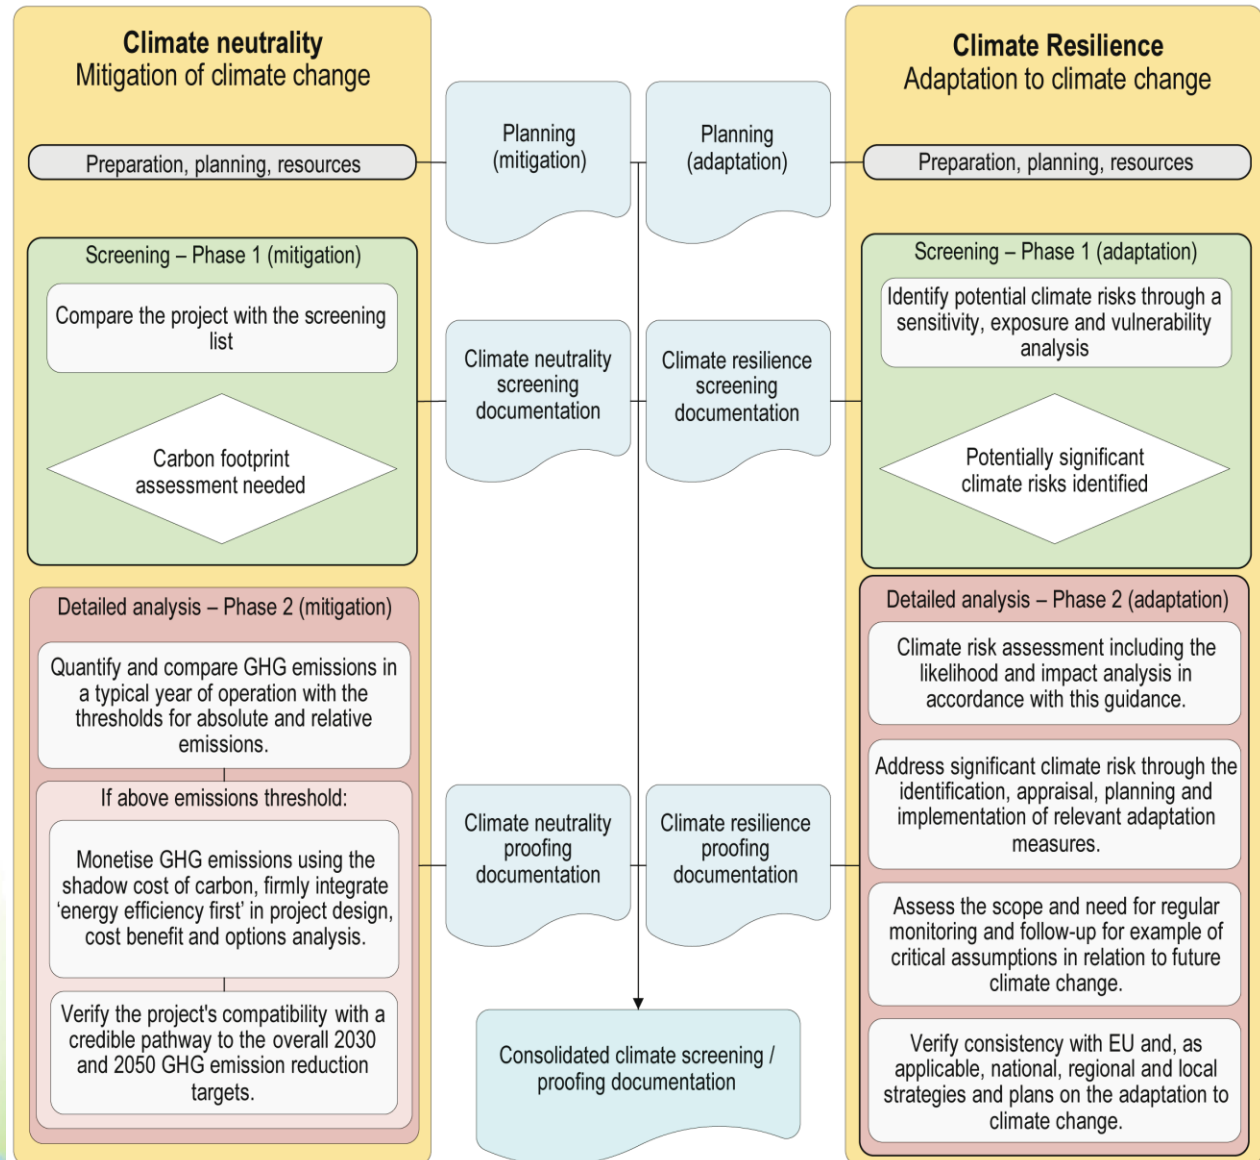 Climate neutrality
Mitigation of climate change
Preparation, planning, resources
Screening – Phase 1 (mitigation)
Compare the project with the screening
list
Carbon footprint
assessment needed
Detailed analysis – Phase 2 (mitigation)
Quantify and compare GHG emissions in
a typical year of operation with the
thresholds for absolute and relative
emissions.
If above emissions threshold:
Monetise GHG emissions using the
shadow cost of carbon, firmly integrate
‘energy efficiency first’ in project design,
cost benefit and options analysis.
Verify the project's compatibility with a
credible pathway to the overall 2030
and 2050 GHG emission reduction
targets.
Planning
(mitigation)
Planning
(adaptation)
Climate neutrality
screening
documentation
Climate resilience
screening
documentation
Climate neutrality
proofing
documentation
Climate resilience
proofing
documentation
Consolidated climate screening /
proofing documentation
Climate Resilience
Adaptation to climate change
Preparation, planning, resources
Screening – Phase 1 (adaptation)
Identify potential climate risks through a
sensitivity, exposure and vulnerability
analysis
Potentially significant
climate risks identified
Detailed analysis – Phase 2 (adaptation)
Climate risk assessment including the
likelihood and impact analysis in
accordance with this guidance.
Address significant climate risk through the
identification, appraisal, planning and
implementation of relevant adaptation
measures.
Assess the scope and need for regular
monitoring and follow-up for example of
critical assumptions in relation to future
climate change.
Verify consistency with EU and, as
applicable, national, regional and local
strategies and plans on the adaptation to
climate change.